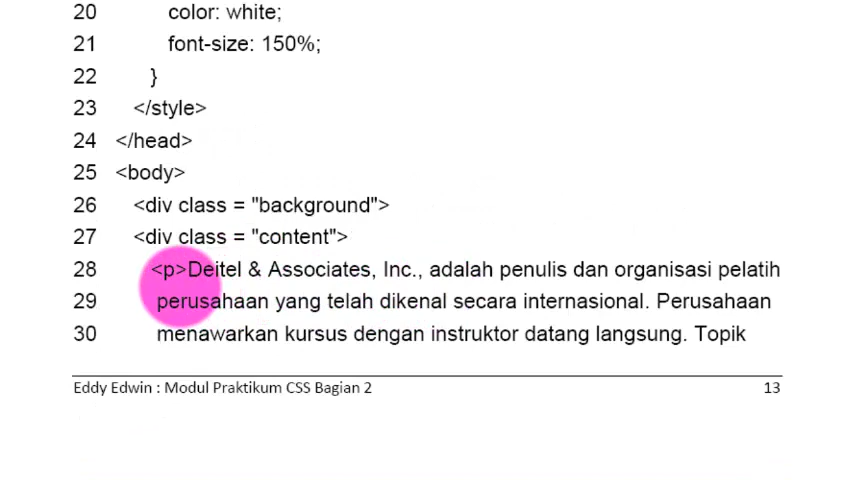 20 color: white;
21 font-size: 150%;
22 }
23 </style>
24 </head>
25 <body>
26 <div class = "background">
27 <div class = "content">
28 <p>Deitel & Associates, Inc., adalah penulis dan organisasi pelatih
29 perusahaan yang telah dikenal secara internasional. Perusahaan
30 menawarkan kursus dengan instruktor datang langsung. Topik
Eddy Edwin : Modul Praktikum CSS Bagian 2 13